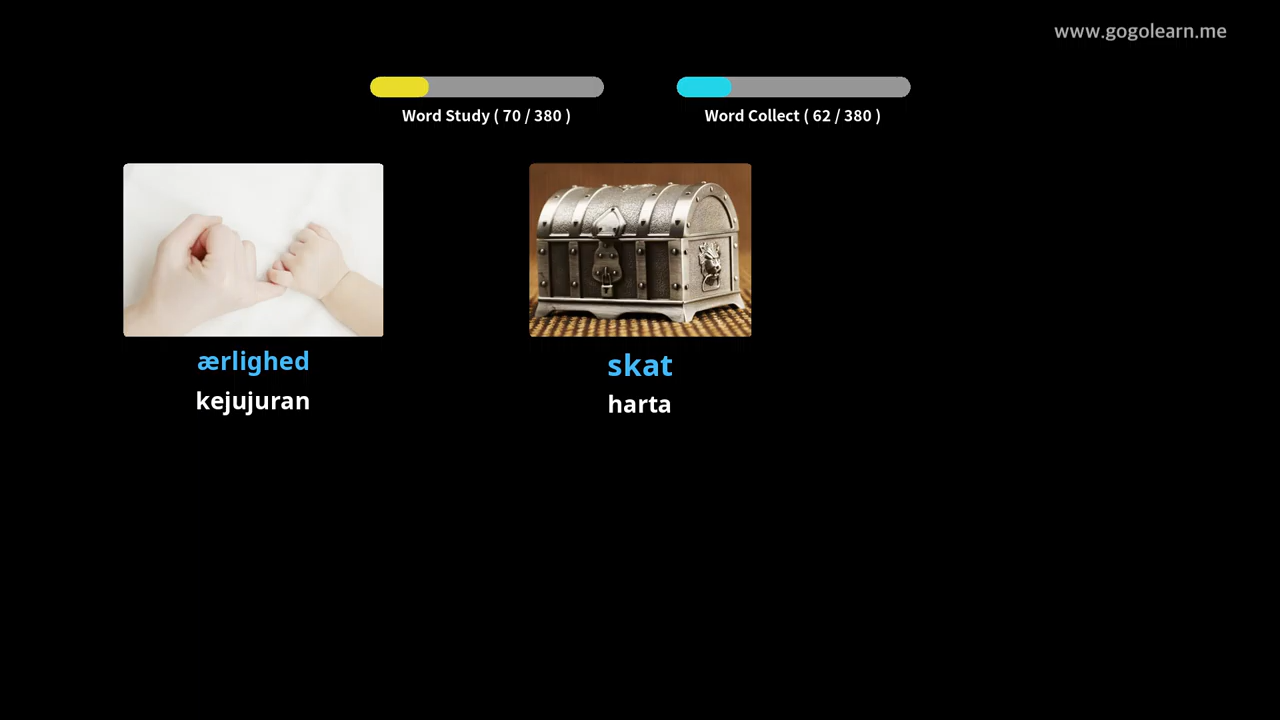 www.gogolearn.me
Word Study ( 70 / 380 )
Word Collect ( 62 / 380 )
ærlighed
kejujuran
skat
harta